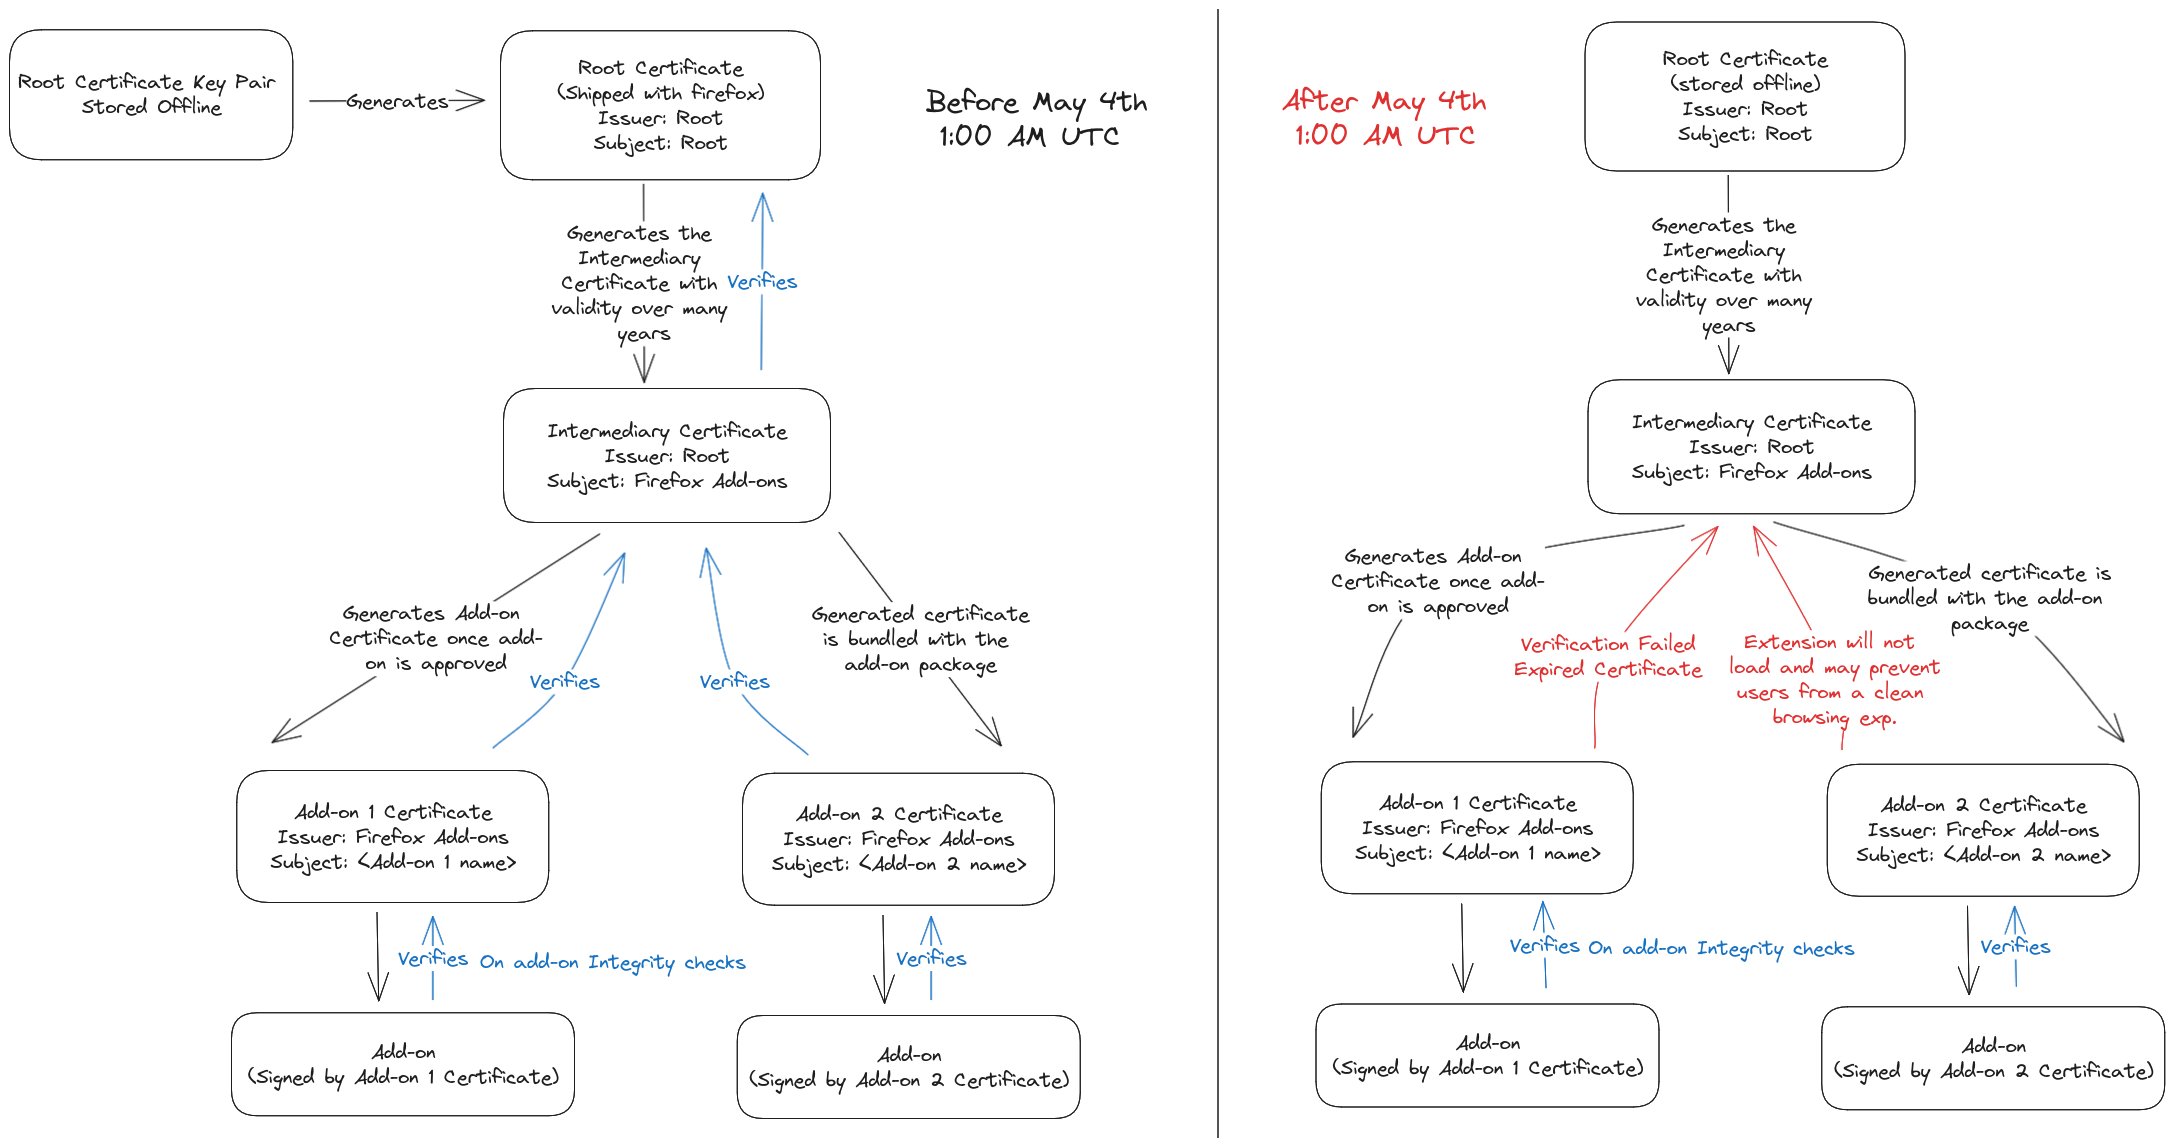 Root Certificate Key Pair
Stored Offline
Generates
Root Certificate
(Shipped with firefox)
Issuer: Root
Subject: Root
Before May 4th
1:00 AM UTC
Generates the
Intermediary
Certificate with
validity over many
years
Verifies
Intermediary Certificate
Issuer: Root
Subject: Firefox Add-ons
Generates Add-on
Certificate once add-
on is approved
Verifies
Verifies
Generated certificate
is bundled with the
add-on package
Add-on 1 Certificate
Issuer: Firefox Add-ons
Subject: <Add-on 1 name>
Add-on 2 Certificate
Issuer: Firefox Add-ons
Subject: <Add-on 2 name>
Verifies
On add-on Integrity checks
Verifies
Add-on
(Signed by Add-on 1 Certificate)
Add-on
(Signed by Add-on 2 Certificate)
After May 4th
1:00 AM UTC
Root Certificate
(stored offline)
Issuer: Root
Subject: Root
Generates the
Intermediary
Certificate with
validity over many
years
Intermediary Certificate
Issuer: Root
Subject: Firefox Add-ons
Generates Add-on
Certificate once add-
on is approved
Verification Failed
Expired Certificate
Extension will not
load and may prevent
users from a clean
browsing exp.
Generated certificate is
bundled with the add-on
package
Add-on 1 Certificate
Issuer: Firefox Add-ons
Subject: <Add-on 1 name>
Add-on 2 Certificate
Issuer: Firefox Add-ons
Subject: <Add-on 2 name>
Verifies
On add-on Integrity checks
Verifies
Add-on
(Signed by Add-on 1 Certificate)
Add-on
(Signed by Add-on 2 Certificate)